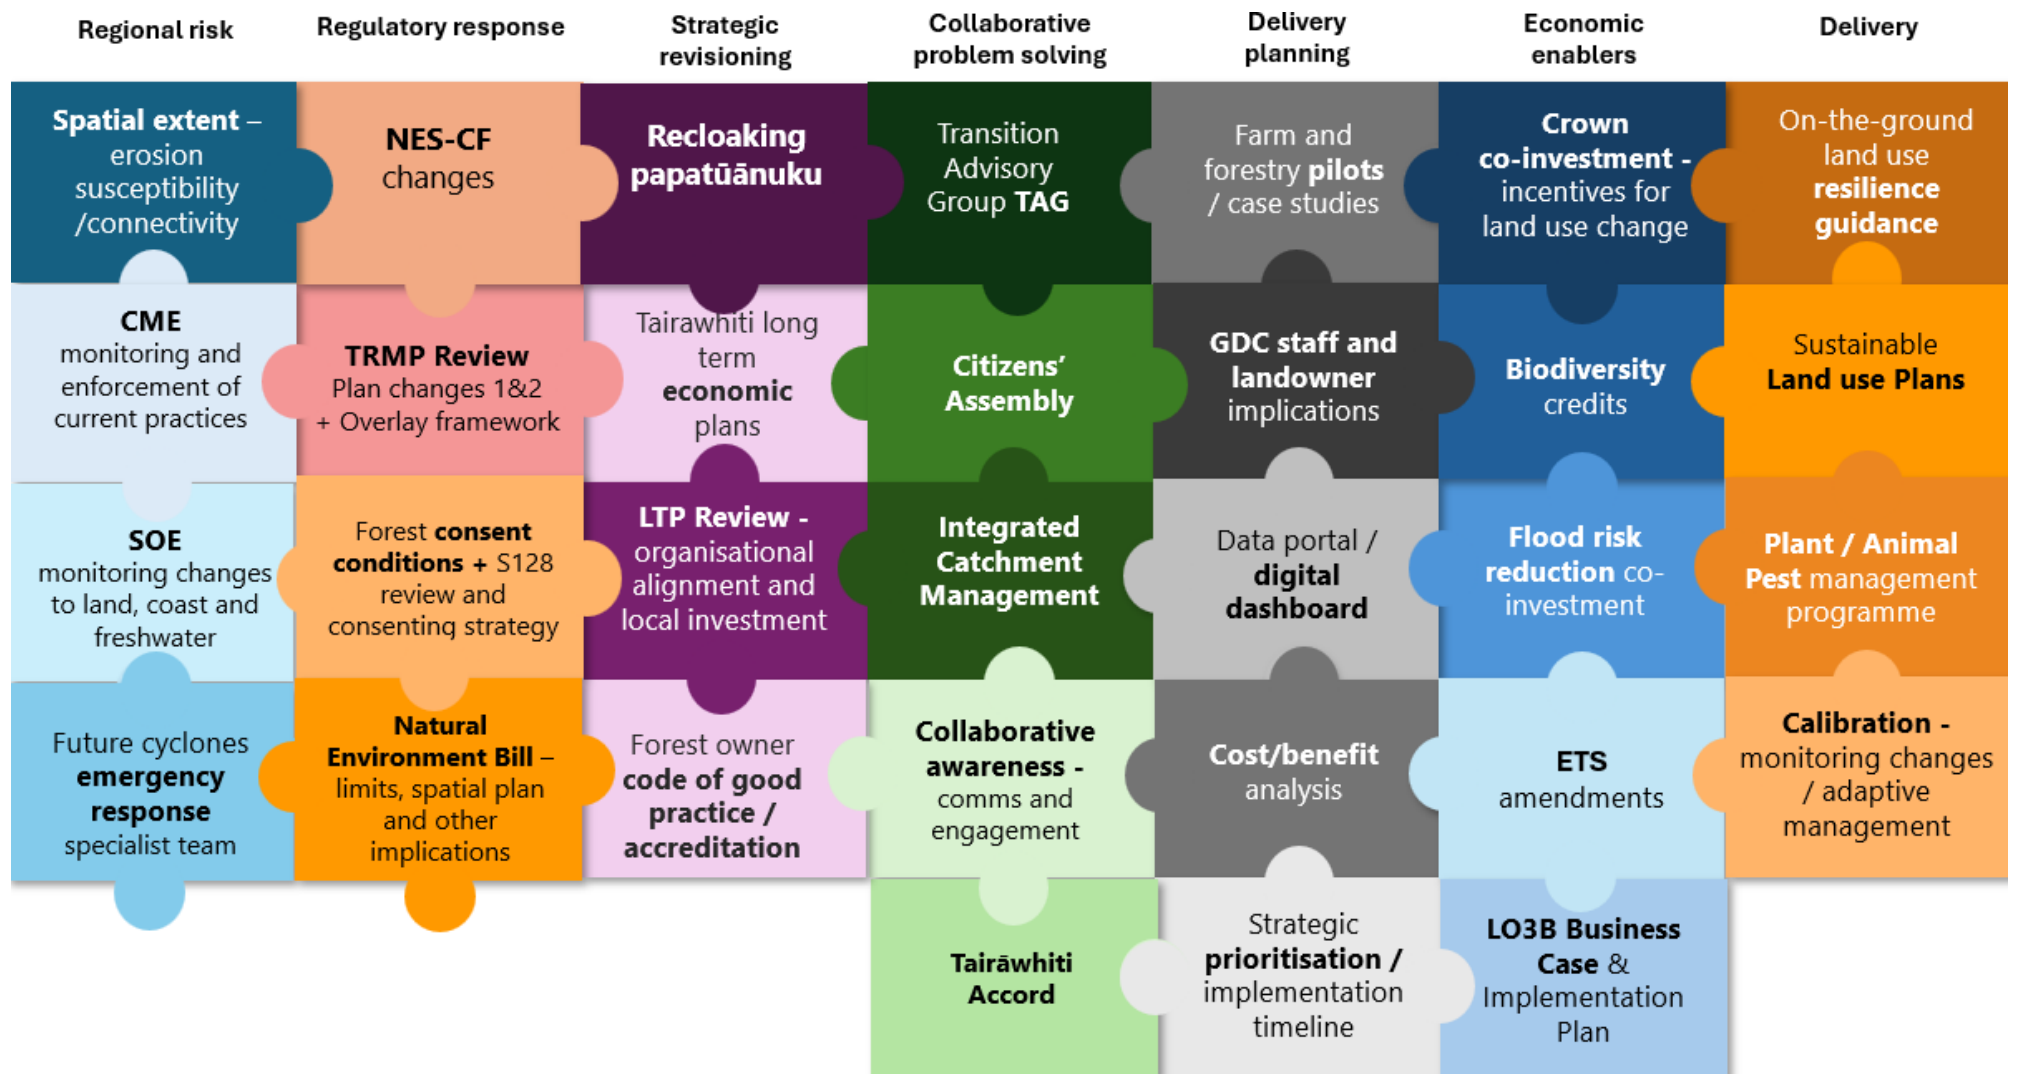 Regional risk
Regulatory response
Strategic
revisioning
Collaborative
problem solving
Delivery
planning
Economic
enablers
Delivery
Spatial extent –
erosion
susceptibility
/connectivity
NES-CF
changes
Recloaking
papatūānuku
Transition
Advisory
Group TAG
Farm and
forestry pilots
/ case studies
Crown
co-investment -
incentives for
land use change
On-the-ground
land use
resilience
guidance
CME
monitoring and
enforcement of
current practices
TRMP Review
Plan changes 1&2
+ Overlay framework
Tairawhiti long
term
economic
plans
Citizens’
Assembly
GDC staff and
landowner
implications
Biodiversity
credits
Sustainable
Land use Plans
SOE
monitoring changes
to land, coast and
freshwater
Forest consent
conditions + S128
review and
consenting strategy
LTP Review -
organisational
alignment and
local investment
Integrated
Catchment
Management
Data portal /
digital
dashboard
Flood risk
reduction co-
investment
Plant / Animal
Pest management
programme
Future cyclones
emergency
response
specialist team
Natural
Environment Bill –
limits, spatial plan
and other
implications
Forest owner
code of good
practice /
accreditation
Collaborative
awareness -
comms and
engagement
Cost/benefit
analysis
ETS
amendments
Calibration -
monitoring changes
/ adaptive
management
Tairāwhiti
Accord
Strategic
prioritisation /
implementation
timeline
LO3B Business
Case &
Implementation
Plan